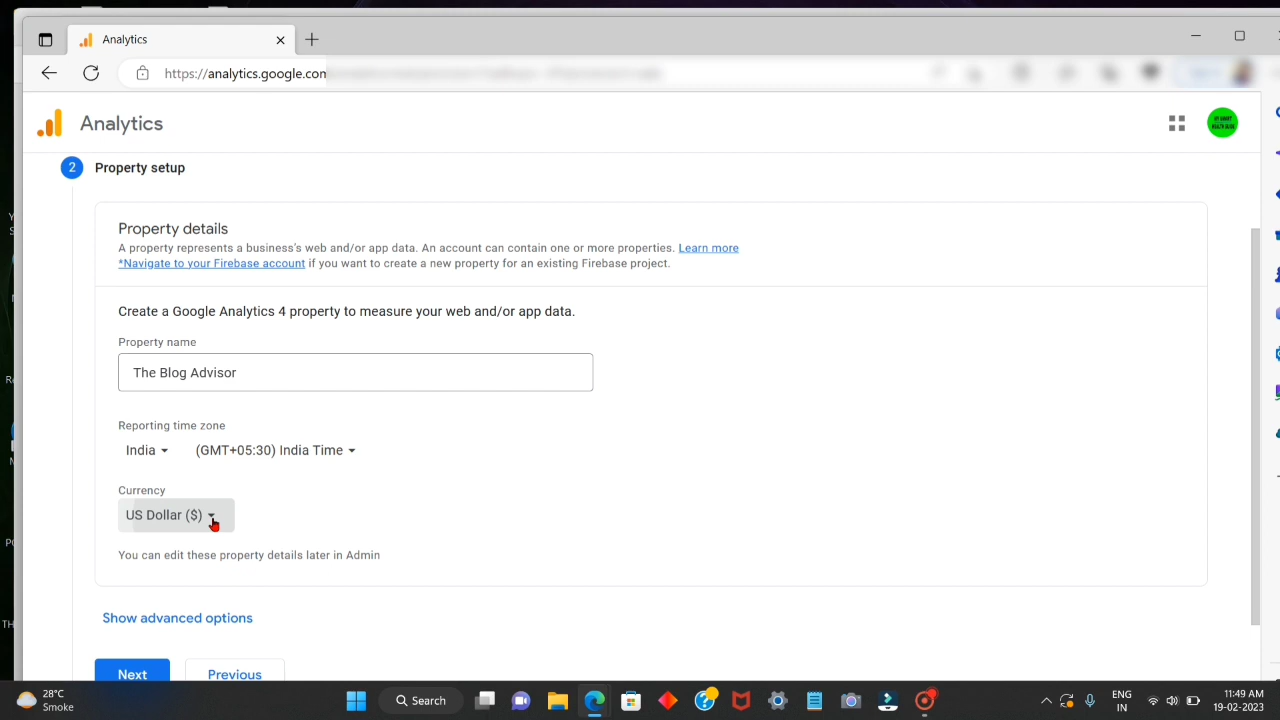 Analytics
https://analytics.google.com
Analytics
2 Property setup
Property details
A property represents a business's web and/or app data. An account can contain one or more properties. Learn more
*Navigate to your Firebase account if you want to create a new property for an existing Firebase project.
Create a Google Analytics 4 property to measure your web and/or app data.
Property name
The Blog Advisor
Reporting time zone
India (GMT+05:30) India Time
Currency
US Dollar ($)
You can edit these property details later in Admin
Show advanced options
Next Previous
28°C
Smoke
Search
ENG
IN
11:49 AM
19-02-2023